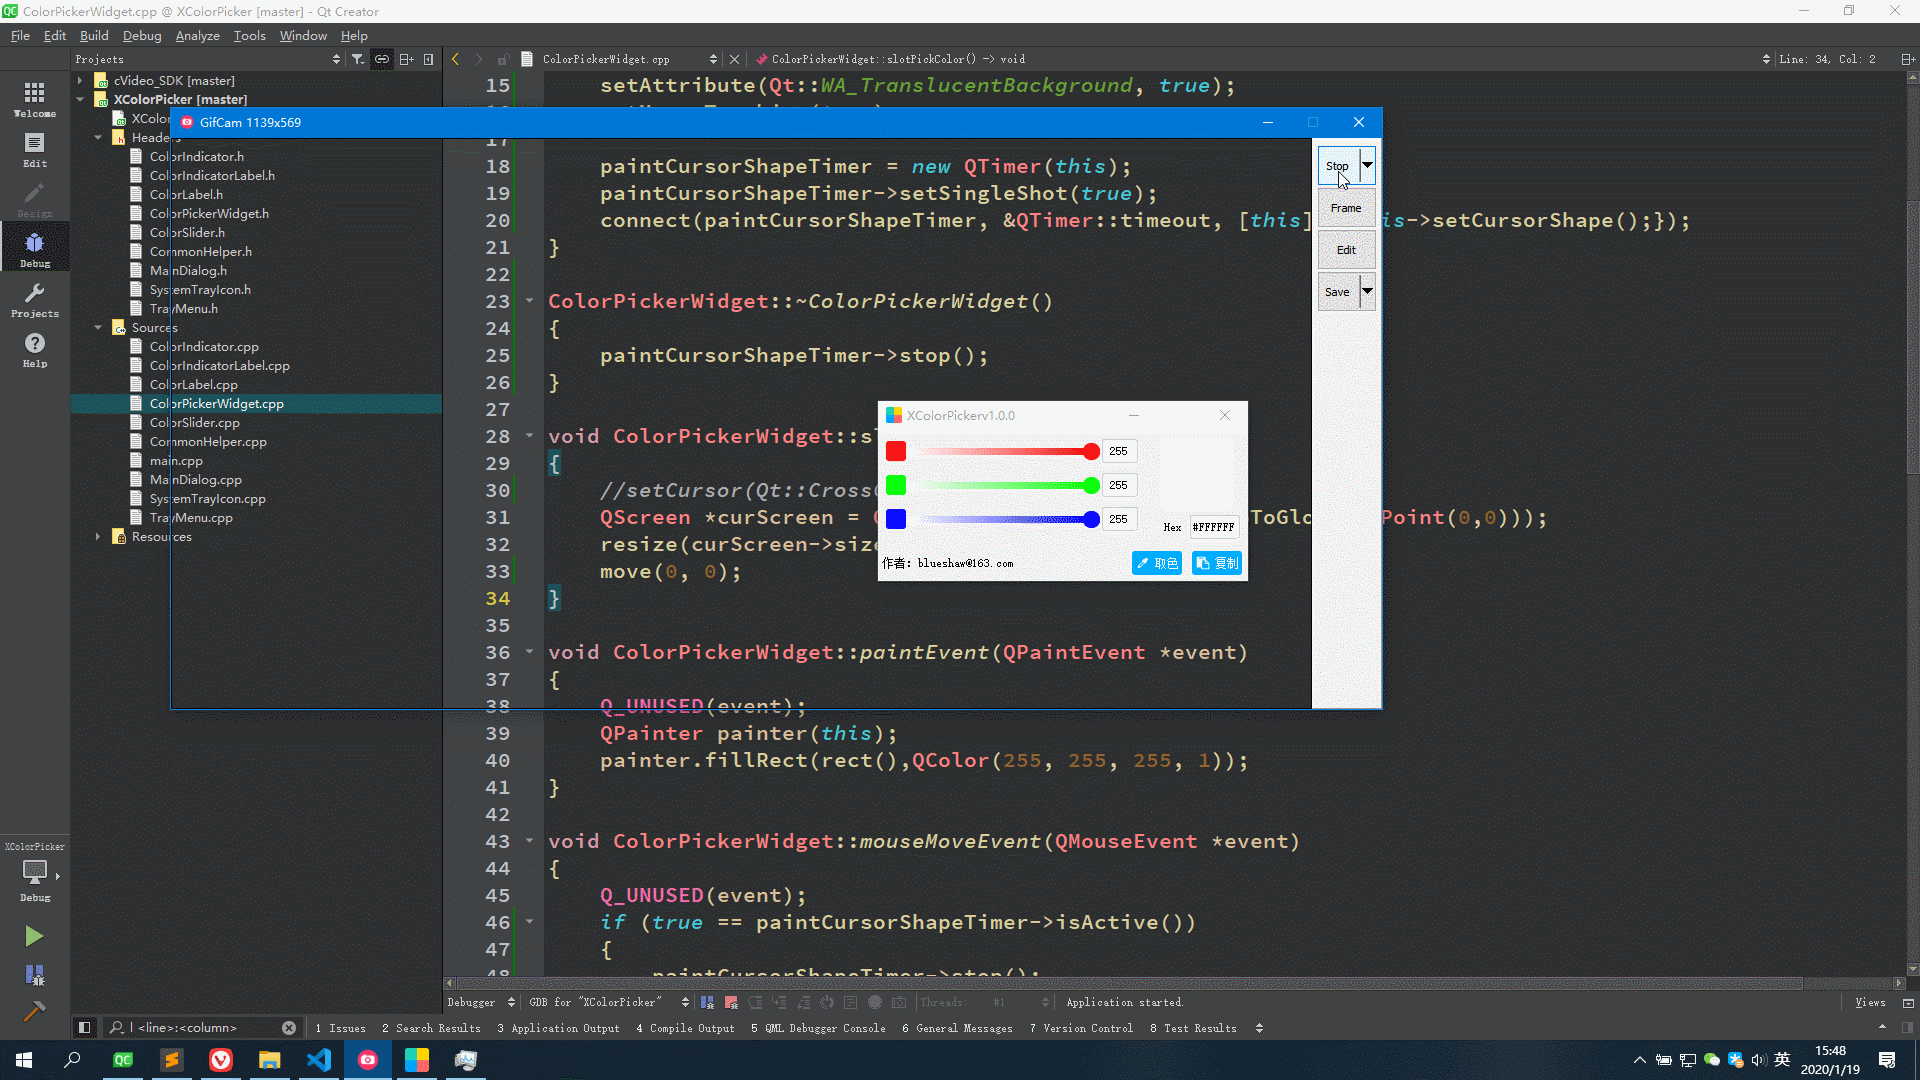 ColorPickerWidget.cpp @ XColorPicker [master] - Qt Creator
File Edit Build Debug Analyze Tools Window Help
Projects
ColorPickerWidget.cpp
ColorPickerWidget::slotPickColor() -> void
Line: 34, Col: 2
Welcome
Edit
Design
Debug
Projects
Help
XColorPicker
Debug
cVideo_SDK [master]
XColorPicker [master]
XColor
Headers
ColorIndicator.h
ColorIndicatorLabel.h
ColorLabel.h
ColorPickerWidget.h
ColorSlider.h
CommonHelper.h
MainDialog.h
SystemTrayIcon.h
TrayMenu.h
Sources
ColorIndicator.cpp
ColorIndicatorLabel.cpp
ColorLabel.cpp
ColorPickerWidget.cpp
ColorSlider.cpp
CommonHelper.cpp
main.cpp
MainDialog.cpp
SystemTrayIcon.cpp
TrayMenu.cpp
Resources
GifCam 1139x569
Stop
Frame
Edit
Save
15 setAttribute(Qt::WA_TranslucentBackground, true);
17
18 paintCursorShapeTimer = new QTimer(this);
19 paintCursorShapeTimer->setSingleShot(true);
20 connect(paintCursorShapeTimer, &QTimer::timeout, [this] is->setCursorShape();});
21 }
22
23 ColorPickerWidget::~ColorPickerWidget()
24 {
25 paintCursorShapeTimer->stop();
26 }
27
28 void ColorPickerWidget::sl
29 {
30 //setCursor(Qt::Cross
31 QScreen *curScreen = ToGlo Point(0,0)));
32 resize(curScreen->size
33 move(0, 0);
34 }
35
36 void ColorPickerWidget::paintEvent(QPaintEvent *event)
37 {
38 Q_UNUSED(event);
39 QPainter painter(this);
40 painter.fillRect(rect(),QColor(255, 255, 255, 1));
41 }
42
43 void ColorPickerWidget::mouseMoveEvent(QMouseEvent *event)
44 {
45 Q_UNUSED(event);
46 if (true == paintCursorShapeTimer->isActive())
47 {
48 paintCursorShapeTimer->stop();
XColorPickerv1.0.0
255
255
255
Hex #FFFFFF
作者: blueshaw@163.com
取色
复制
Debugger GDB for "XColorPicker" Threads: #1 Application started. Views
<line>:<column> 1 Issues 2 Search Results 3 Application Output 4 Compile Output 5 QML Debugger Console 6 General Messages 7 Version Control 8 Test Results
英
15:48
2020/1/19